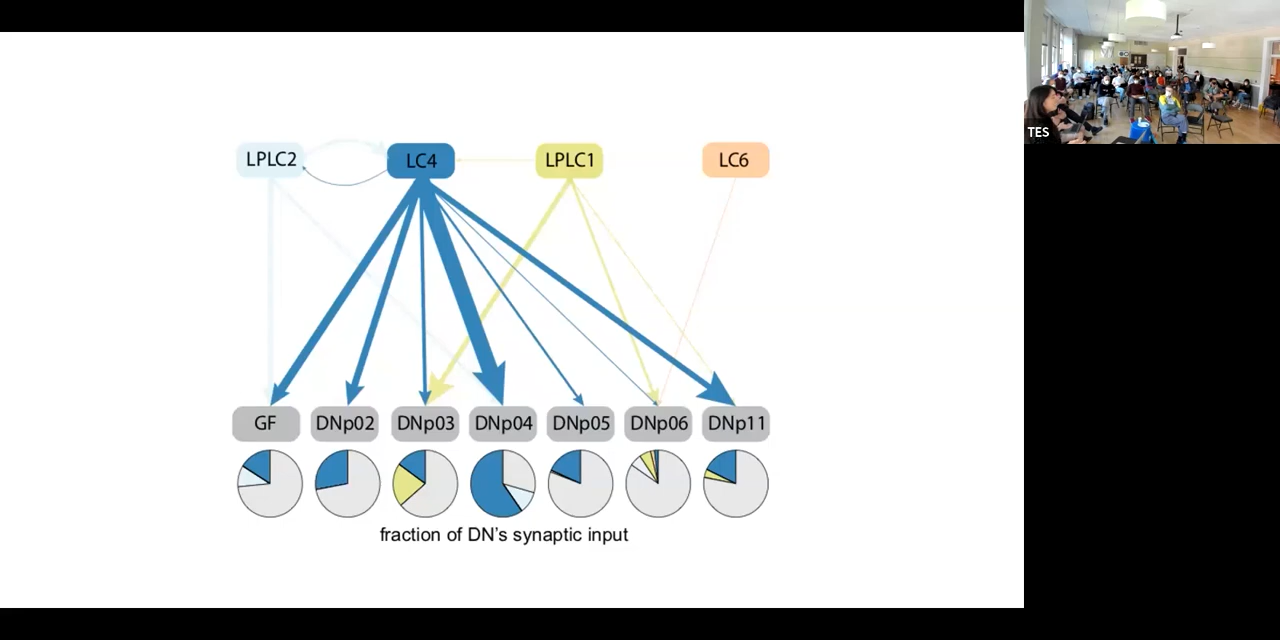 LPLC2 LC4 LPLC1 LC6
GF DNp02 DNp03 DNp04 DNp05 DNp06 DNp11
fraction of DN's synaptic input
TES